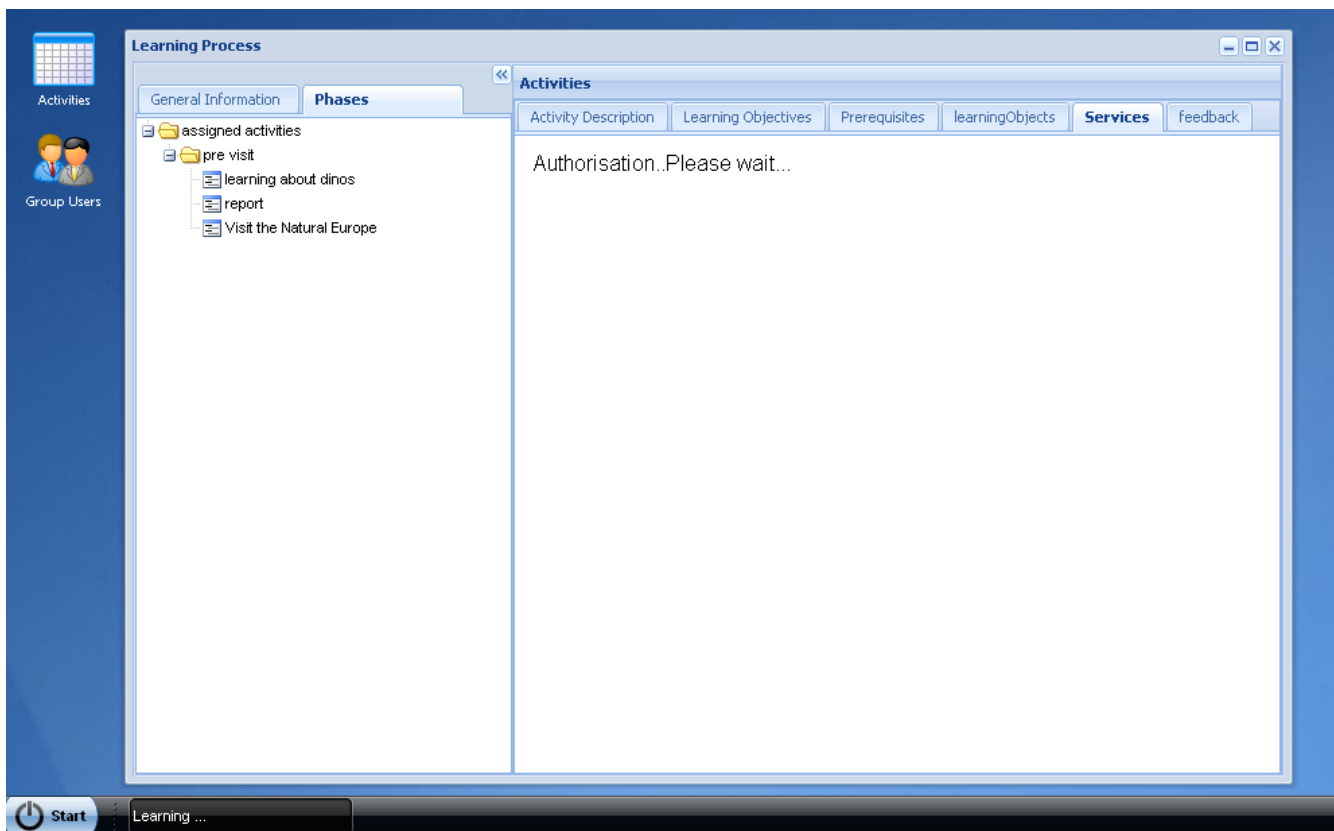 Activities
Group Users
Learning Process
General Information Phases
assigned activities
pre visit
learning about dinos
report
Visit the Natural Europe
Activities
Activity Description Learning Objectives Prerequisites learningObjects Services feedback
Authorisation..Please wait...
Start
Learning ...